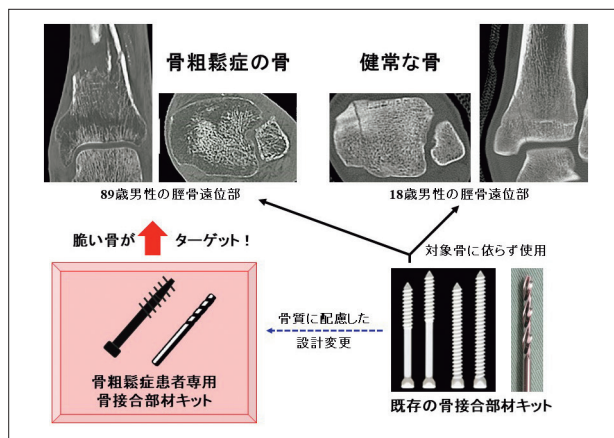 骨粗鬆症の骨
健常な骨
89歳男性の脛骨遠位部
18歳男性の脛骨遠位部
脆い骨が
ターゲット！
対象骨に依らず使用
骨質に配慮した
設計変更
骨粗鬆症患者専用
骨接合部材キット
既存の骨接合部材キット